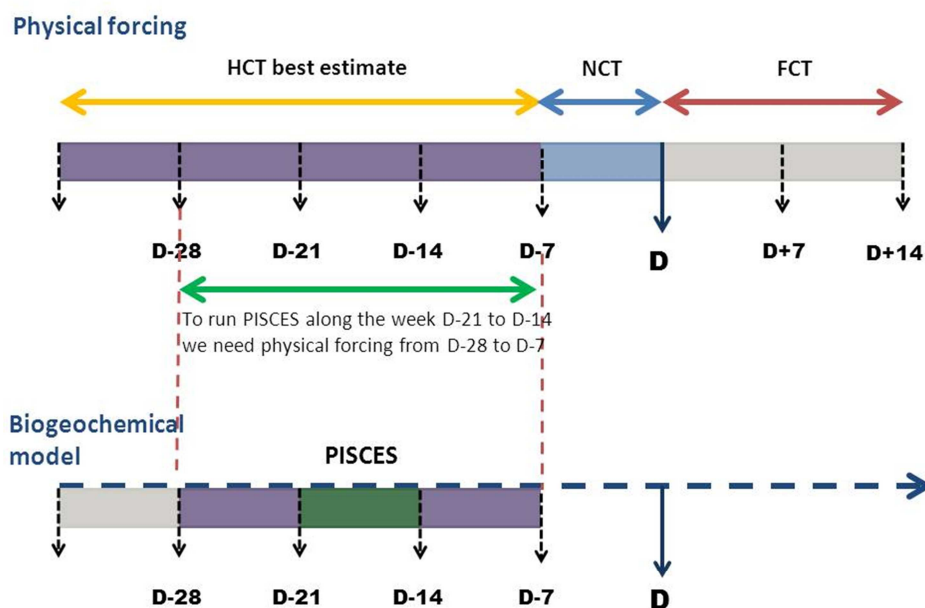 Physical forcing
HCT best estimate
NCT
FCT
D-28
D-21
D-14
D-7
D
D+7
D+14
To run PISCES along the week D-21 to D-14
we need physical forcing from D-28 to D-7
Biogeochemical
model
PISCES
D-28
D-21
D-14
D-7
D